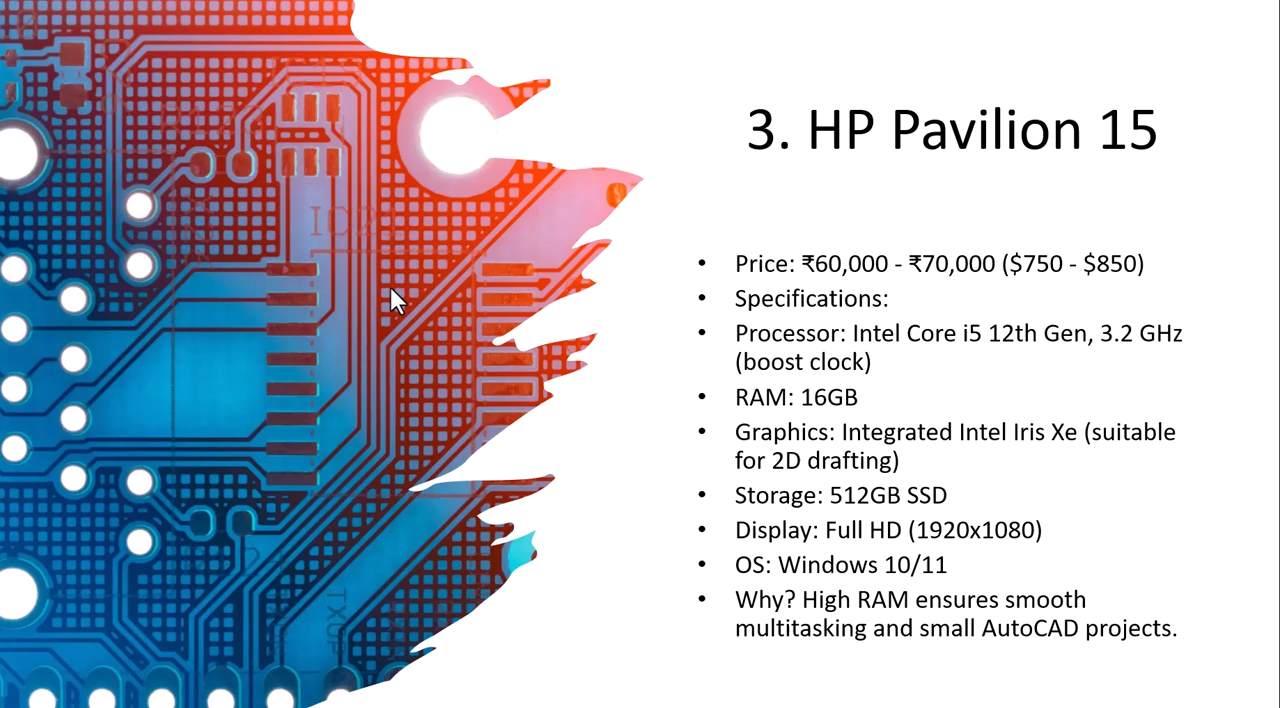 3. HP Pavilion 15
• Price: ₹60,000 - ₹70,000 ($750 - $850)
• Specifications:
• Processor: Intel Core i5 12th Gen, 3.2 GHz
(boost clock)
• RAM: 16GB
• Graphics: Integrated Intel Iris Xe (suitable
for 2D drafting)
• Storage: 512GB SSD
• Display: Full HD (1920x1080)
• OS: Windows 10/11
• Why? High RAM ensures smooth
multitasking and small AutoCAD projects.